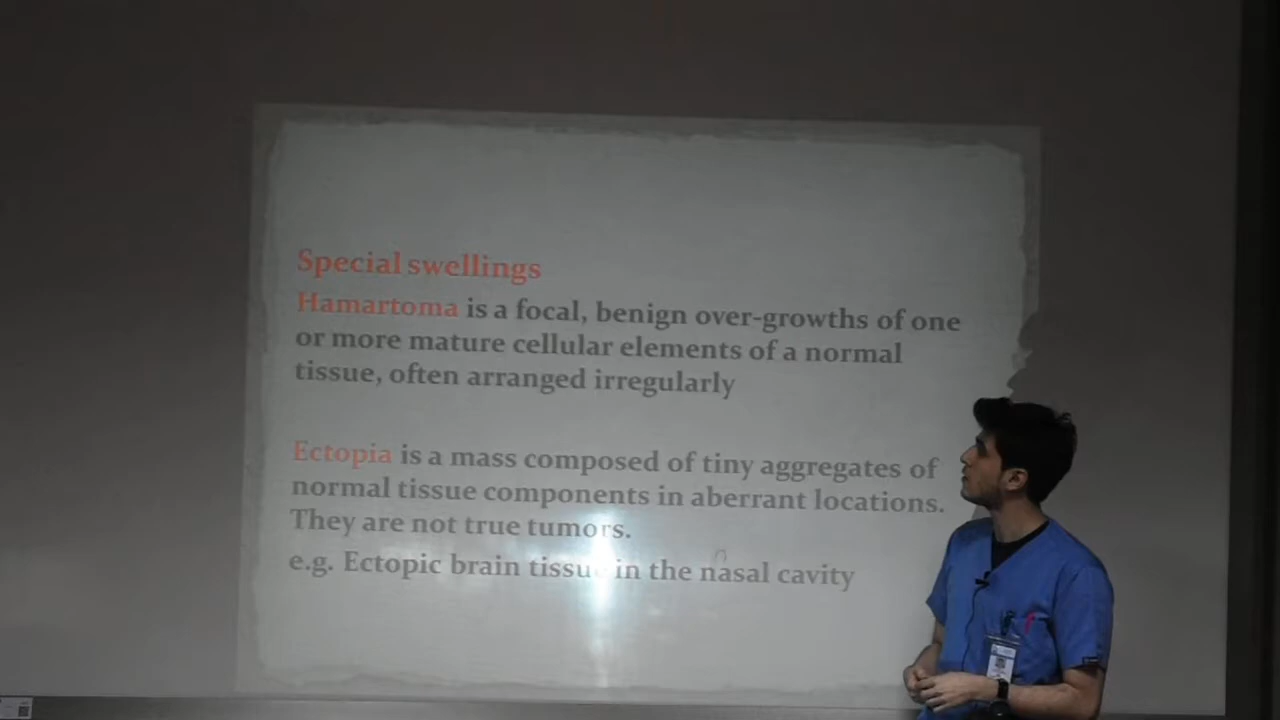 Special swellings
Hamartoma is a focal, benign over-growths of one
or more mature cellular elements of a normal
tissue, often arranged irregularly
Ectopia is a mass composed of tiny aggregates of
normal tissue components in aberrant locations.
They are not true tumors.
e.g. Ectopic brain tissue in the nasal cavity